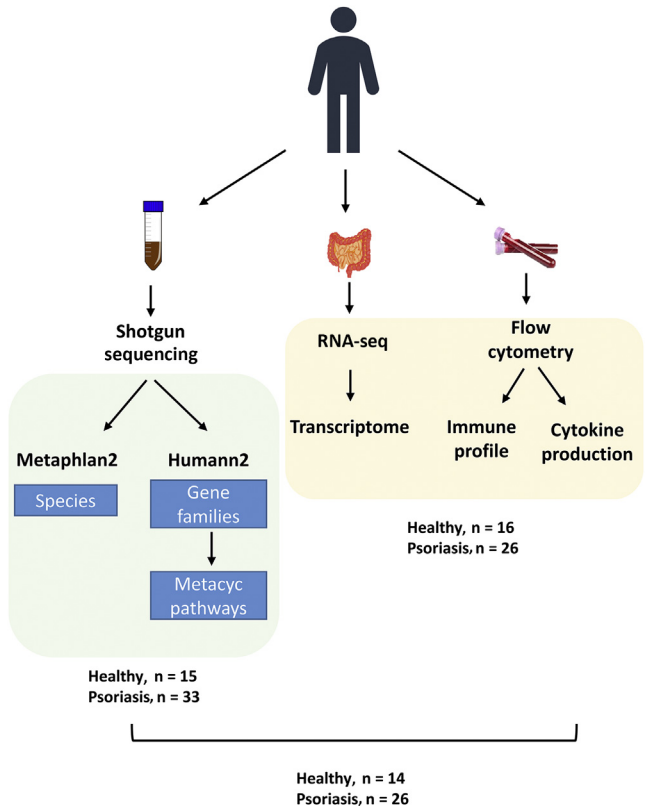 Shotgun
sequencing
Metaphlan2
Humann2
Species
Gene
families
Metacyc
pathways
Healthy, n = 15
Psoriasis, n = 33
RNA-seq
Transcriptome
Flow
cytometry
Immune
profile
Cytokine
production
Healthy, n = 16
Psoriasis, n = 26
Healthy, n = 14
Psoriasis, n = 26